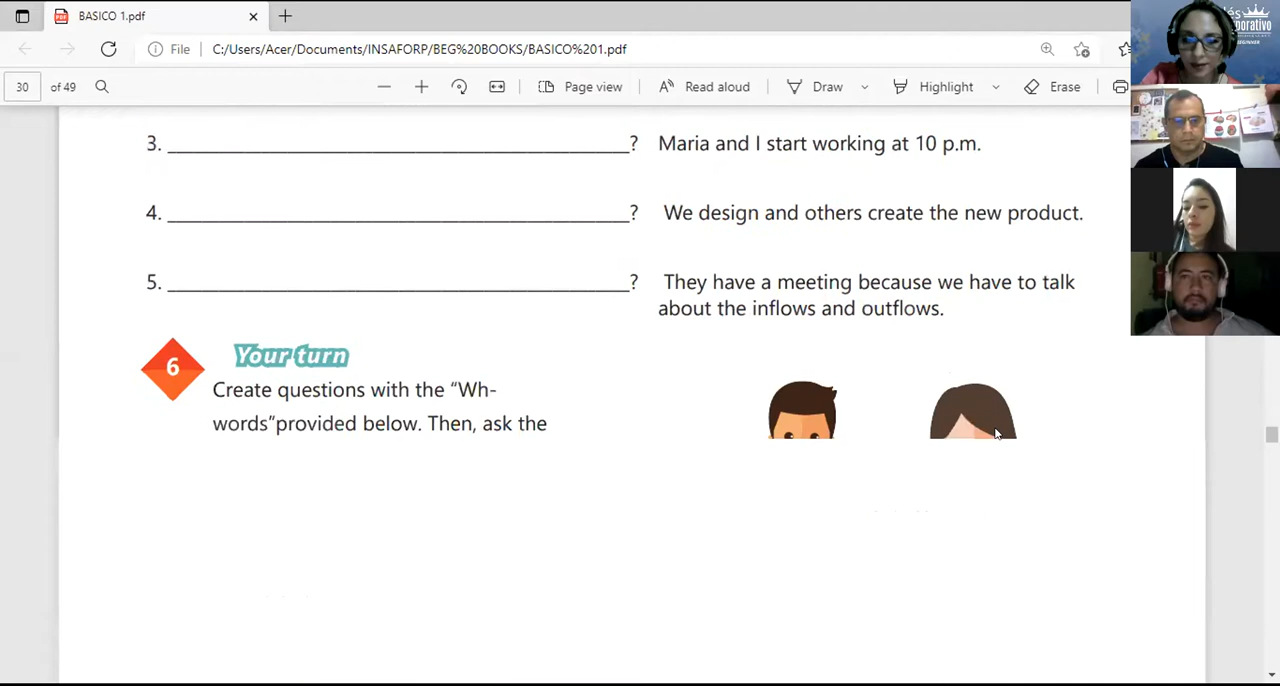 BASICO 1.pdf
File
C:/Users/Acer/Documents/INSAFORP/BEG%20BOOKS/BASICO%201.pdf
30 of 49
Page view
Read aloud
Draw
Highlight
Erase
3. ? Maria and I start working at 10 p.m.
4. ? We design and others create the new product.
5. ? They have a meeting because we have to talk
about the inflows and outflows.
6 Your turn
Create questions with the “Wh-
words”provided below. Then, ask the